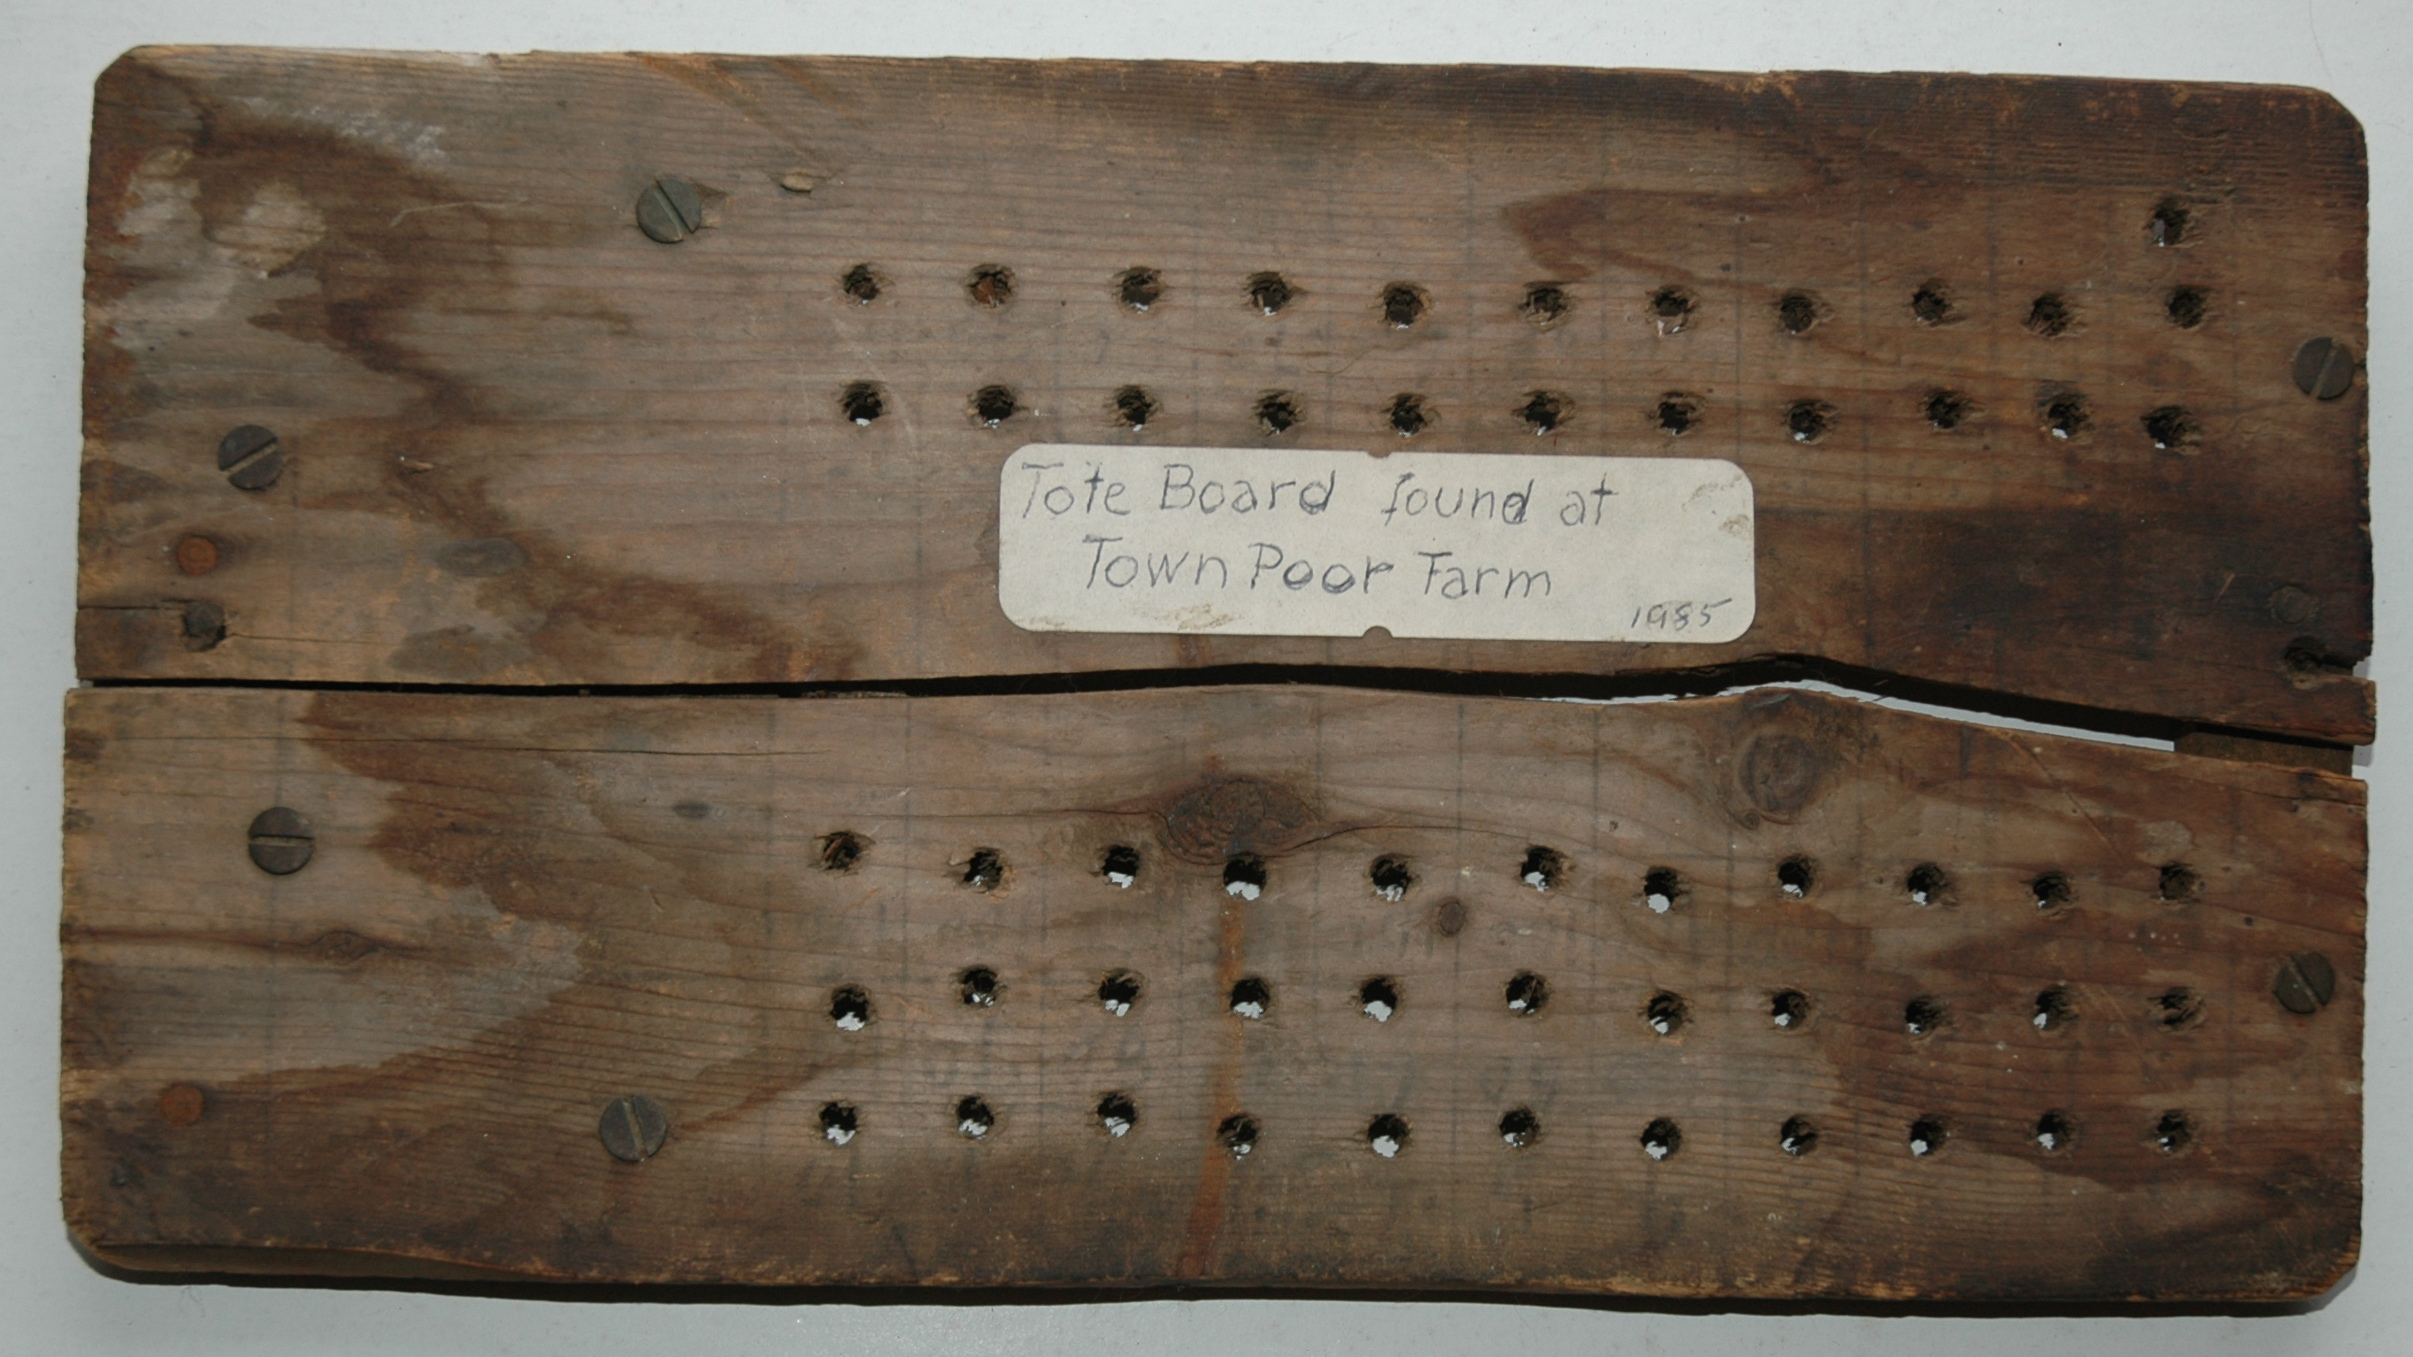 Tote Board found at
Town Poor Farm
1985